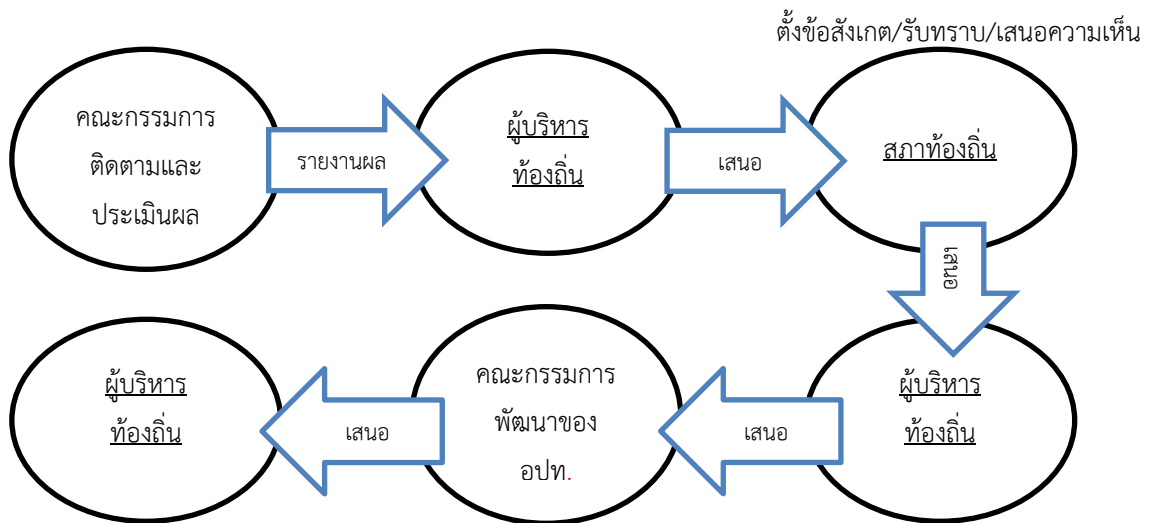 ตั้งข้อสังเกต/รับทราบ/เสนอความเห็น
คณะกรรมการ
ติดตามและ
ประเมินผล
รายงานผล
ผู้บริหาร
ท้องถิ่น
เสนอ
สภาท้องถิ่น
เสนอ
ผู้บริหาร
ท้องถิ่น
เสนอ
คณะกรรมการ
พัฒนาของ
อปท.
เสนอ
ผู้บริหาร
ท้องถิ่น